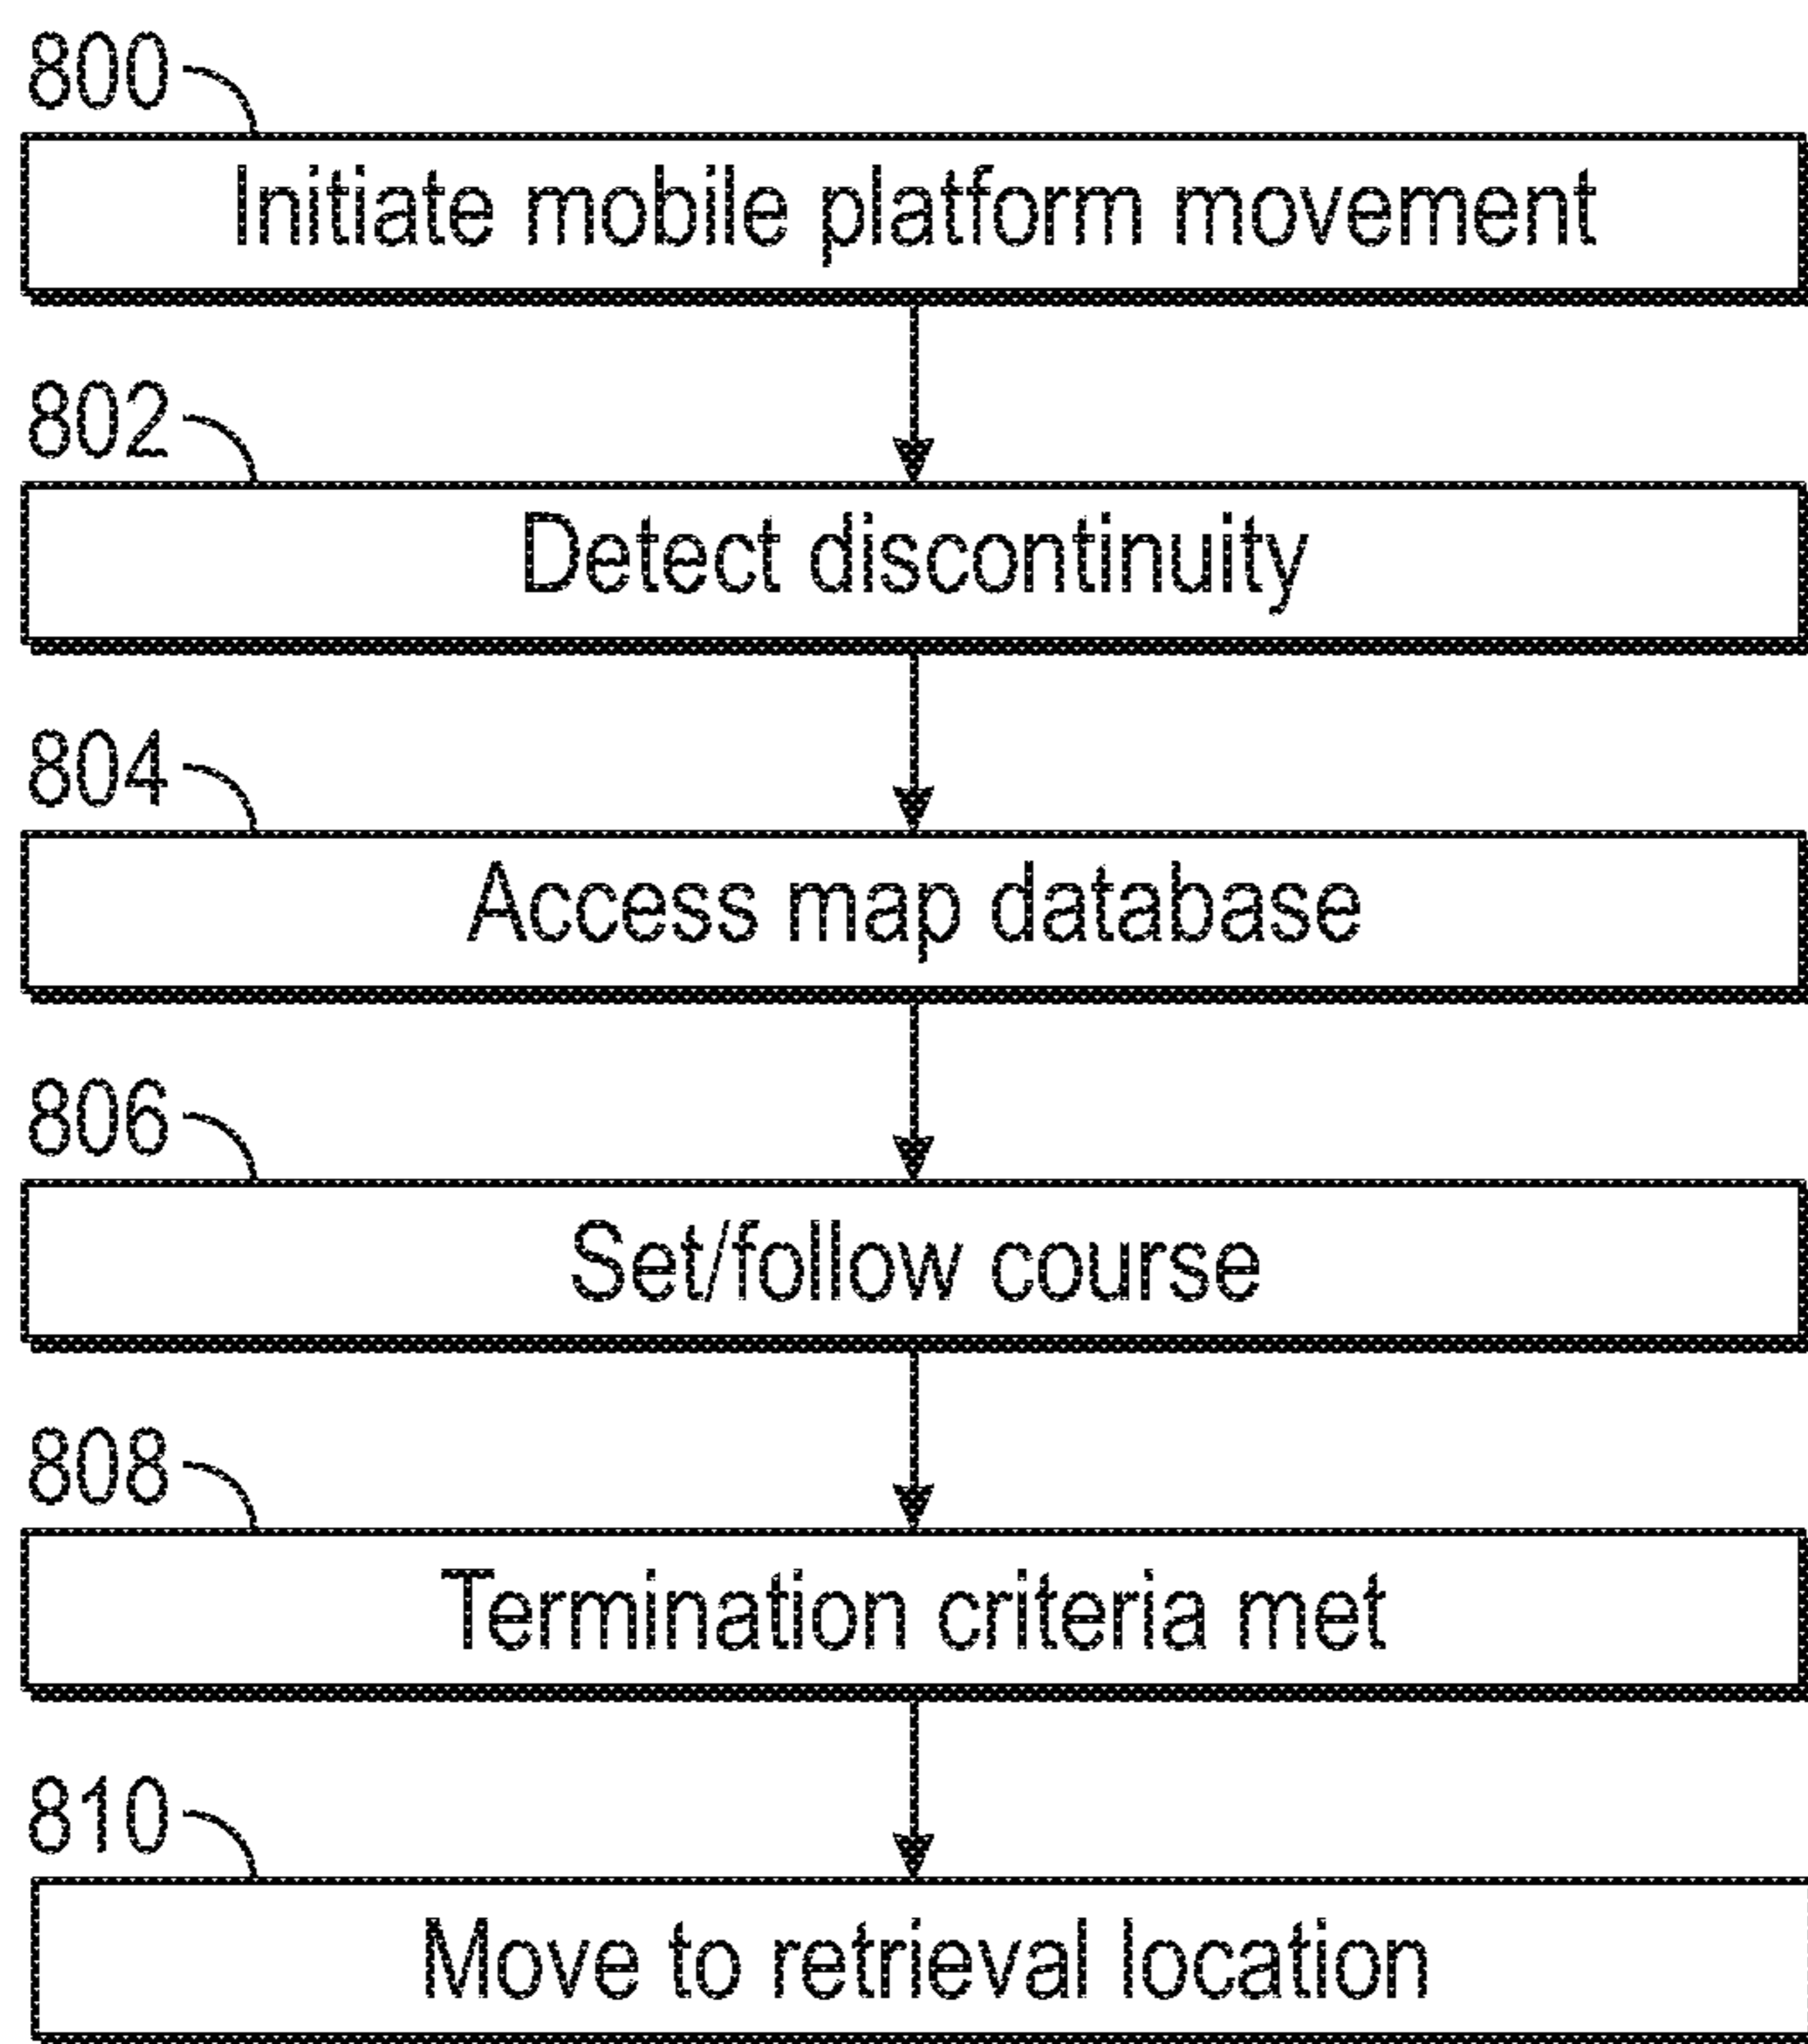 800
Initiate mobile platform movement
802
Detect discontinuity
804
Access map database
806
Set/follow course
808
Termination criteria met
810
Move to retrieval location